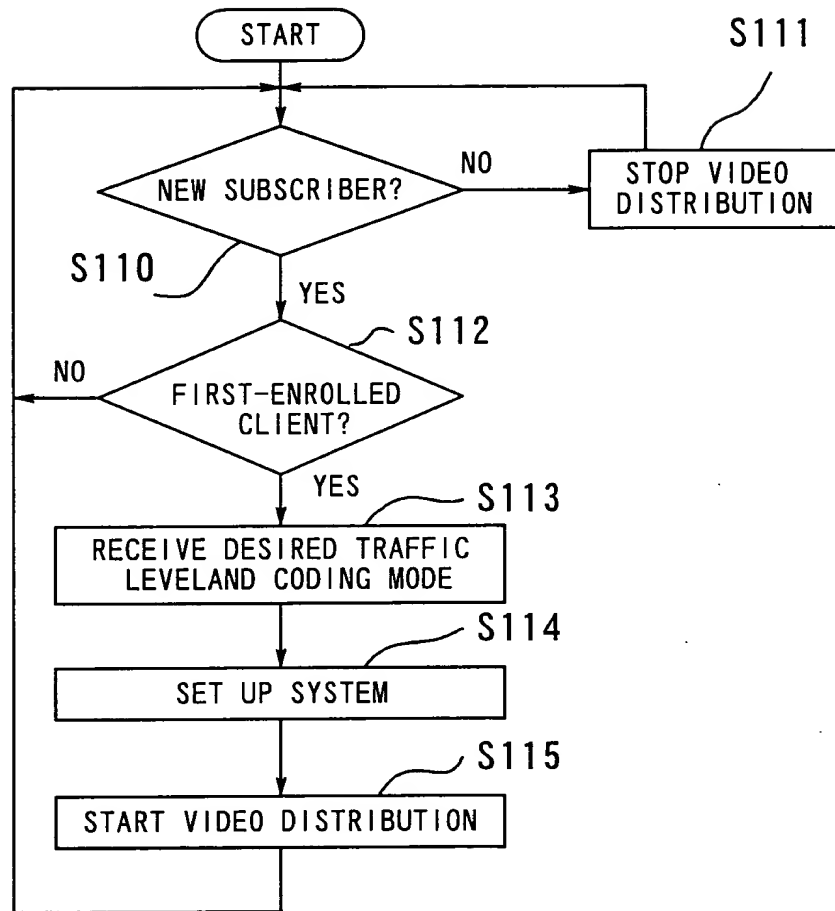 START
S111
NEW SUBSCRIBER?
NO
STOP VIDEO
DISTRIBUTION
S110
YES
S112
NO
FIRST-ENROLLED
CLIENT?
YES
S113
RECEIVE DESIRED TRAFFIC
LEVELAND CODING MODE
S114
SET UP SYSTEM
S115
START VIDEO DISTRIBUTION